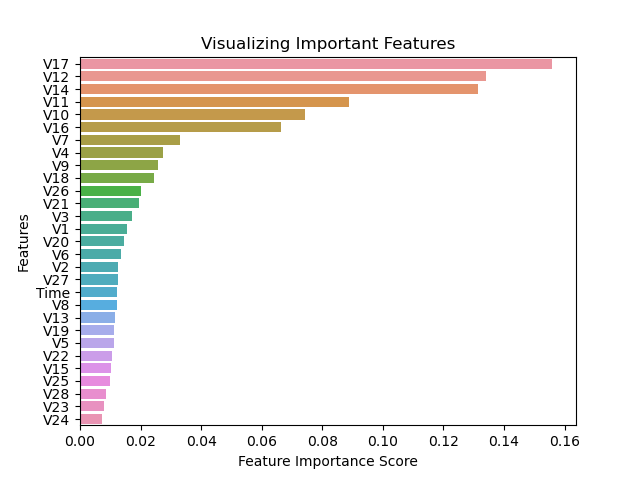 Visualizing Important Features
V17
V12
V14
V11
V10
V16
V7
V4
V9
V18
V26
V21
V3
V1
V20
V6
V2
V27
Time
V8
V13
V19
V5
V22
V15
V25
V28
V23
V24
Features
0.00 0.02 0.04 0.06 0.08 0.10 0.12 0.14 0.16
Feature Importance Score